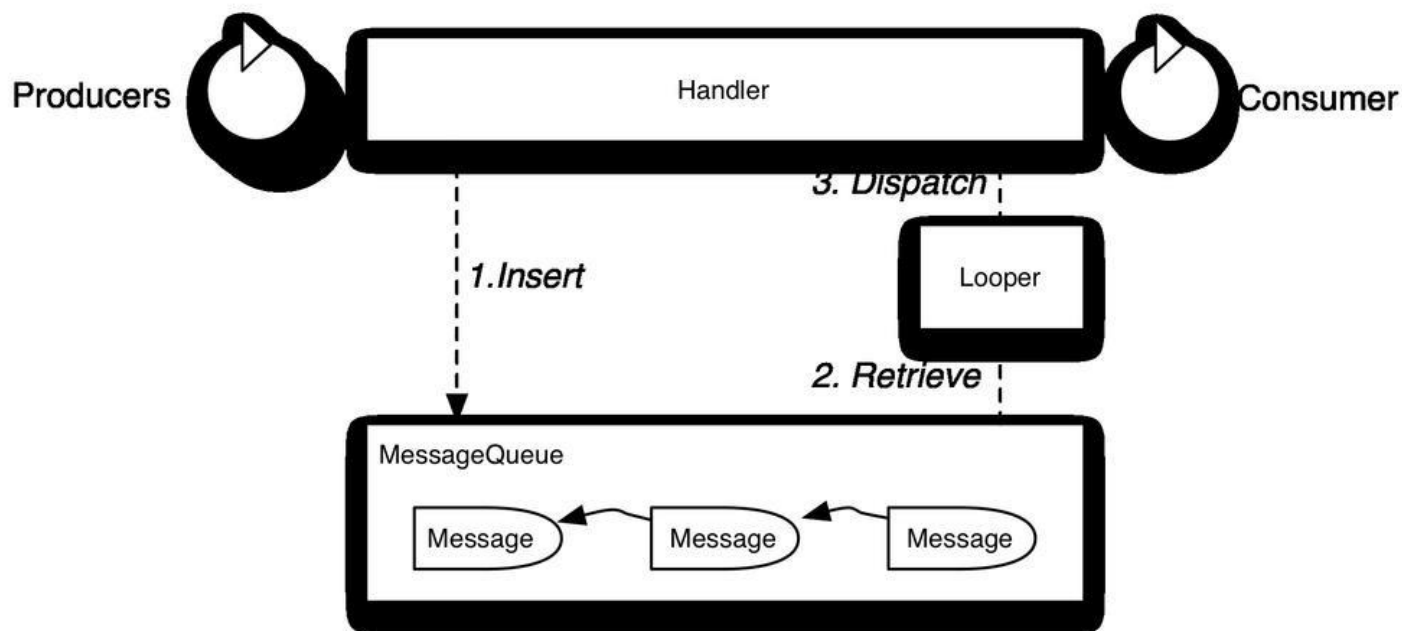 Producers
Handler
Consumer
3. Dispatch
1.Insert
Looper
2. Retrieve
MessageQueue
Message
Message
Message